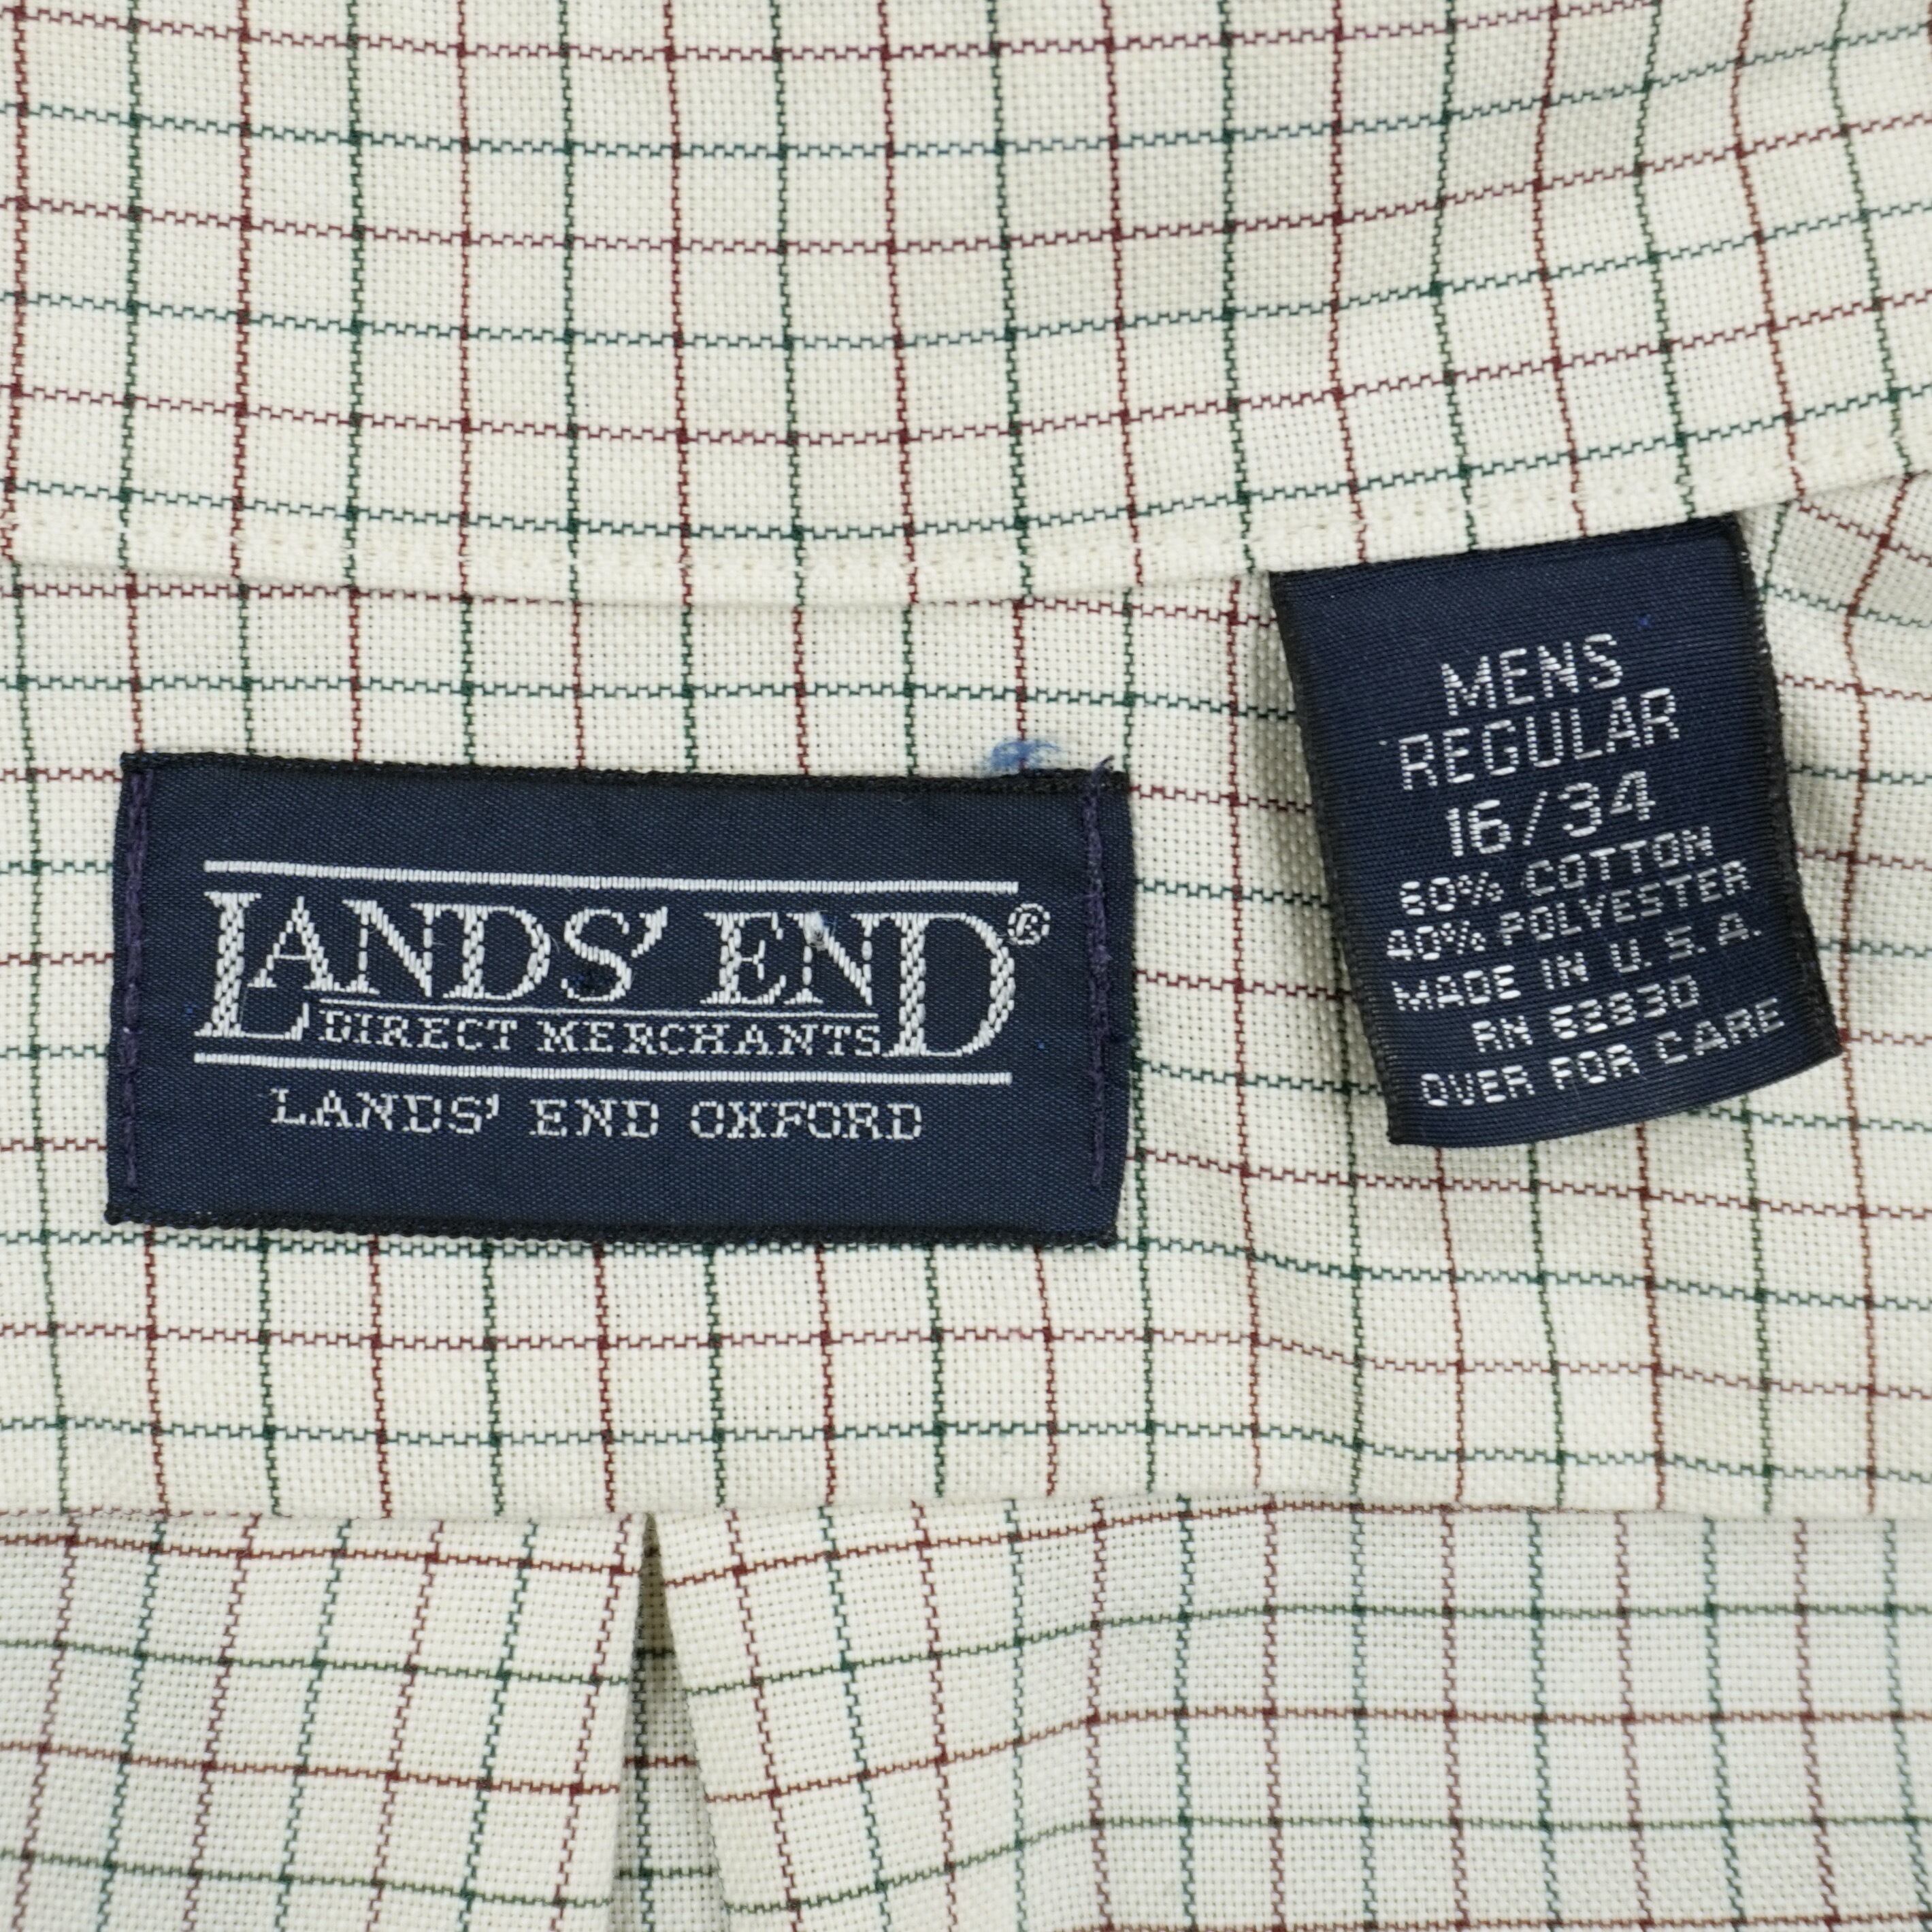 LANDS' END®
DIRECT MERCHANTS
LANDS' END OXFORD
MENS
REGULAR
16/34
60% COTTON
40% POLYESTER
MADE IN U.S.A.
RN 62830
OVER FOR CARE